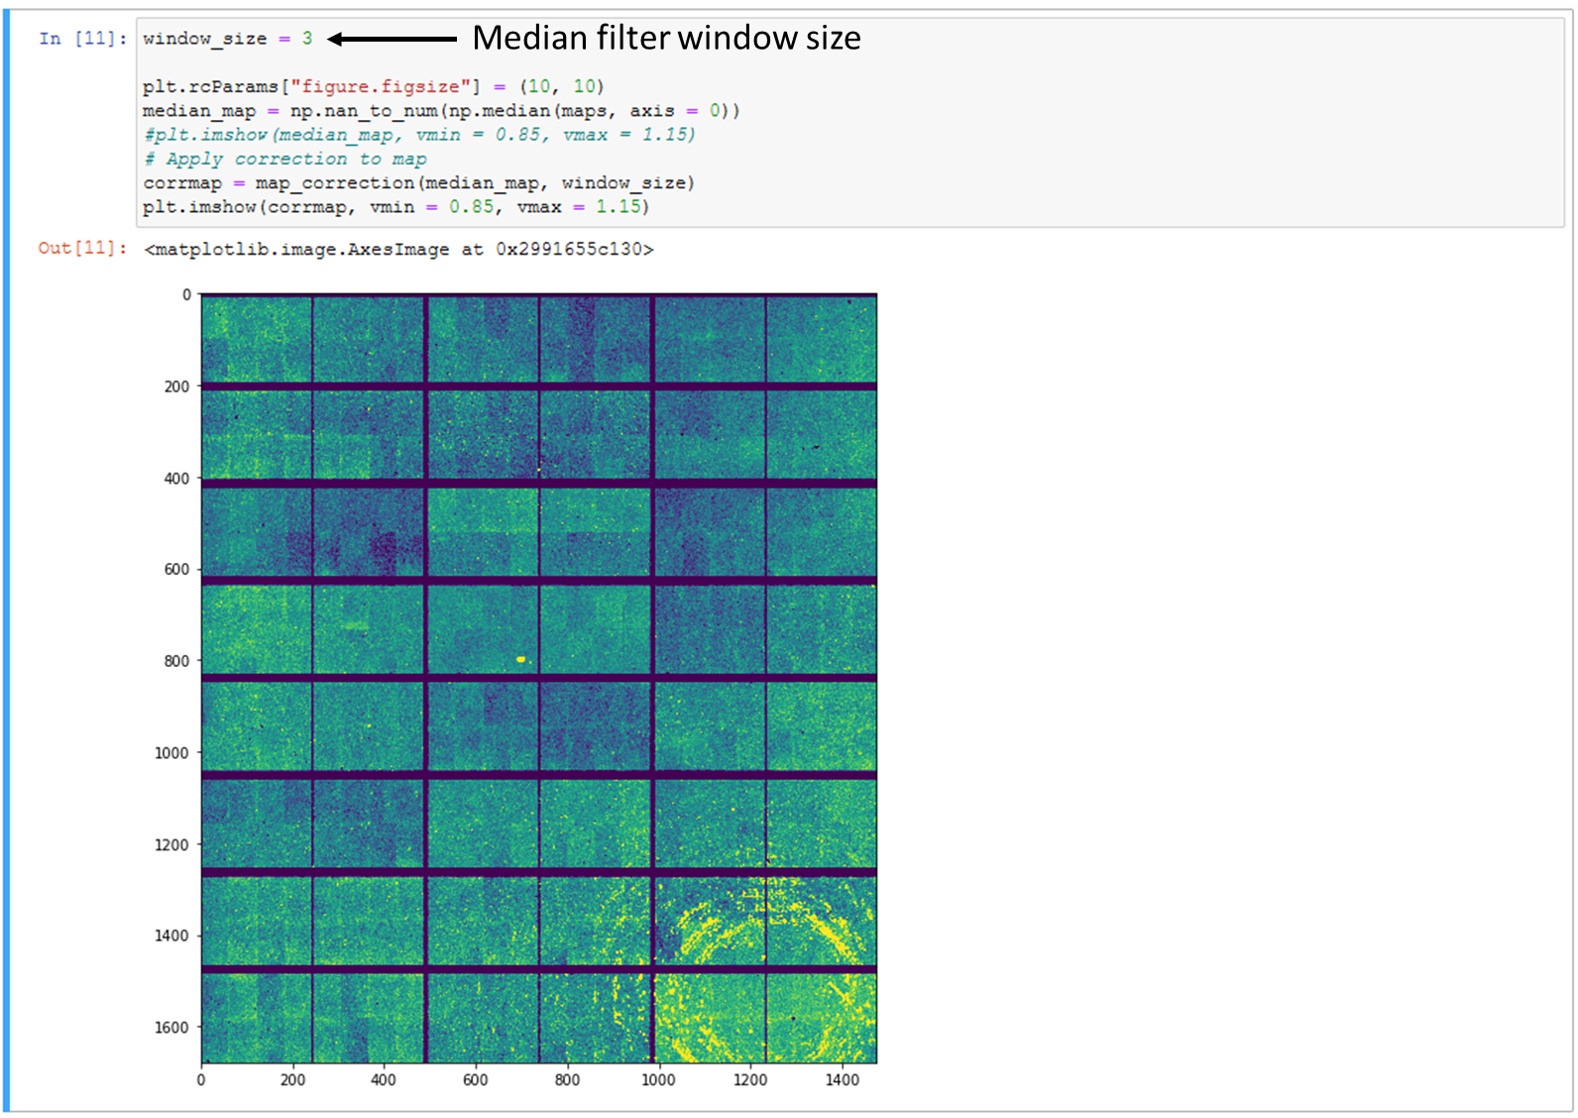 In [11]: window_size = 3 Median filter window size
plt.rcParams["figure.figsize"] = (10, 10)
median_map = np.nan_to_num(np.median(maps, axis = 0))
#plt.imshow(median_map, vmin = 0.85, vmax = 1.15)
# Apply correction to map
corrmap = map_correction(median_map, window_size)
plt.imshow(corrmap, vmin = 0.85, vmax = 1.15)
Out[11]: <matplotlib.image.AxesImage at 0x2991655c130>
0
200
400
600
800
1000
1200
1400
1600
0 200 400 600 800 1000 1200 1400